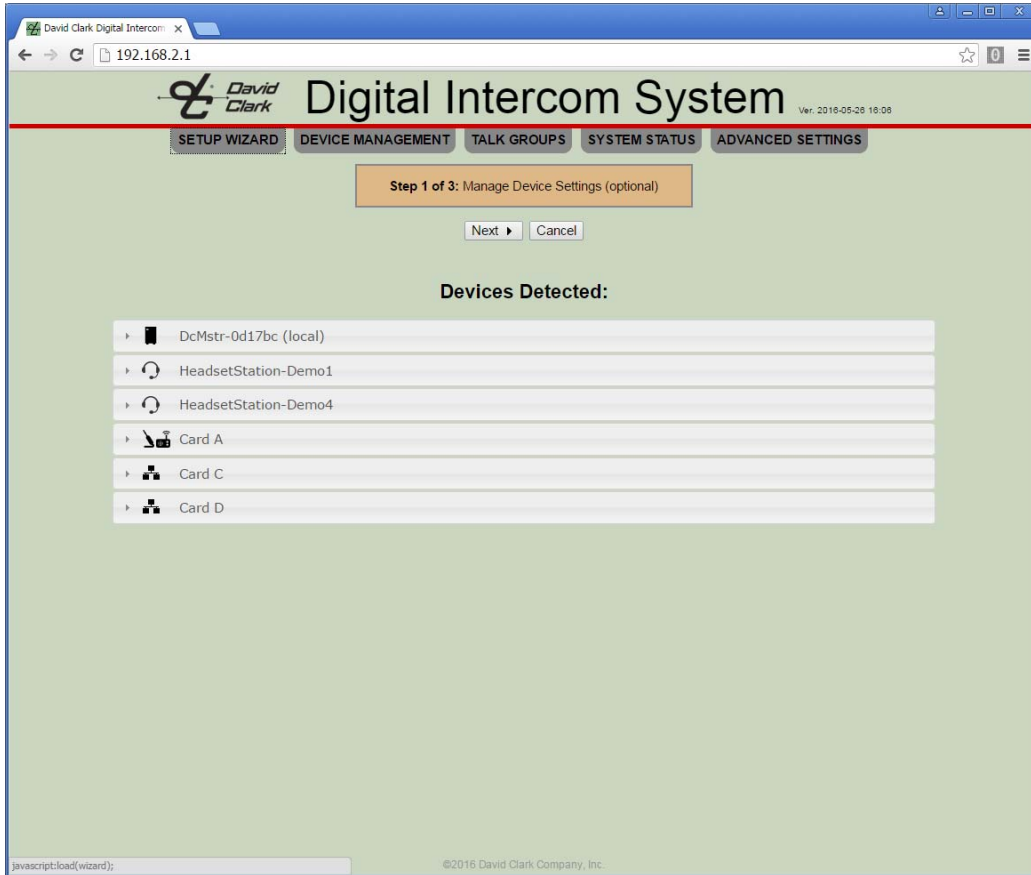 David Clark Digital Intercom
192.168.2.1
David Clark
Digital Intercom System
Ver. 2016-05-26 16:06
SETUP WIZARD DEVICE MANAGEMENT TALK GROUPS SYSTEM STATUS ADVANCED SETTINGS
Step 1 of 3: Manage Device Settings (optional)
Next Cancel
Devices Detected:
DcMstr-0d17bc (local)
HeadsetStation-Demo1
HeadsetStation-Demo4
Card A
Card C
Card D
javascript:load(wizard);
©2016 David Clark Company, Inc.